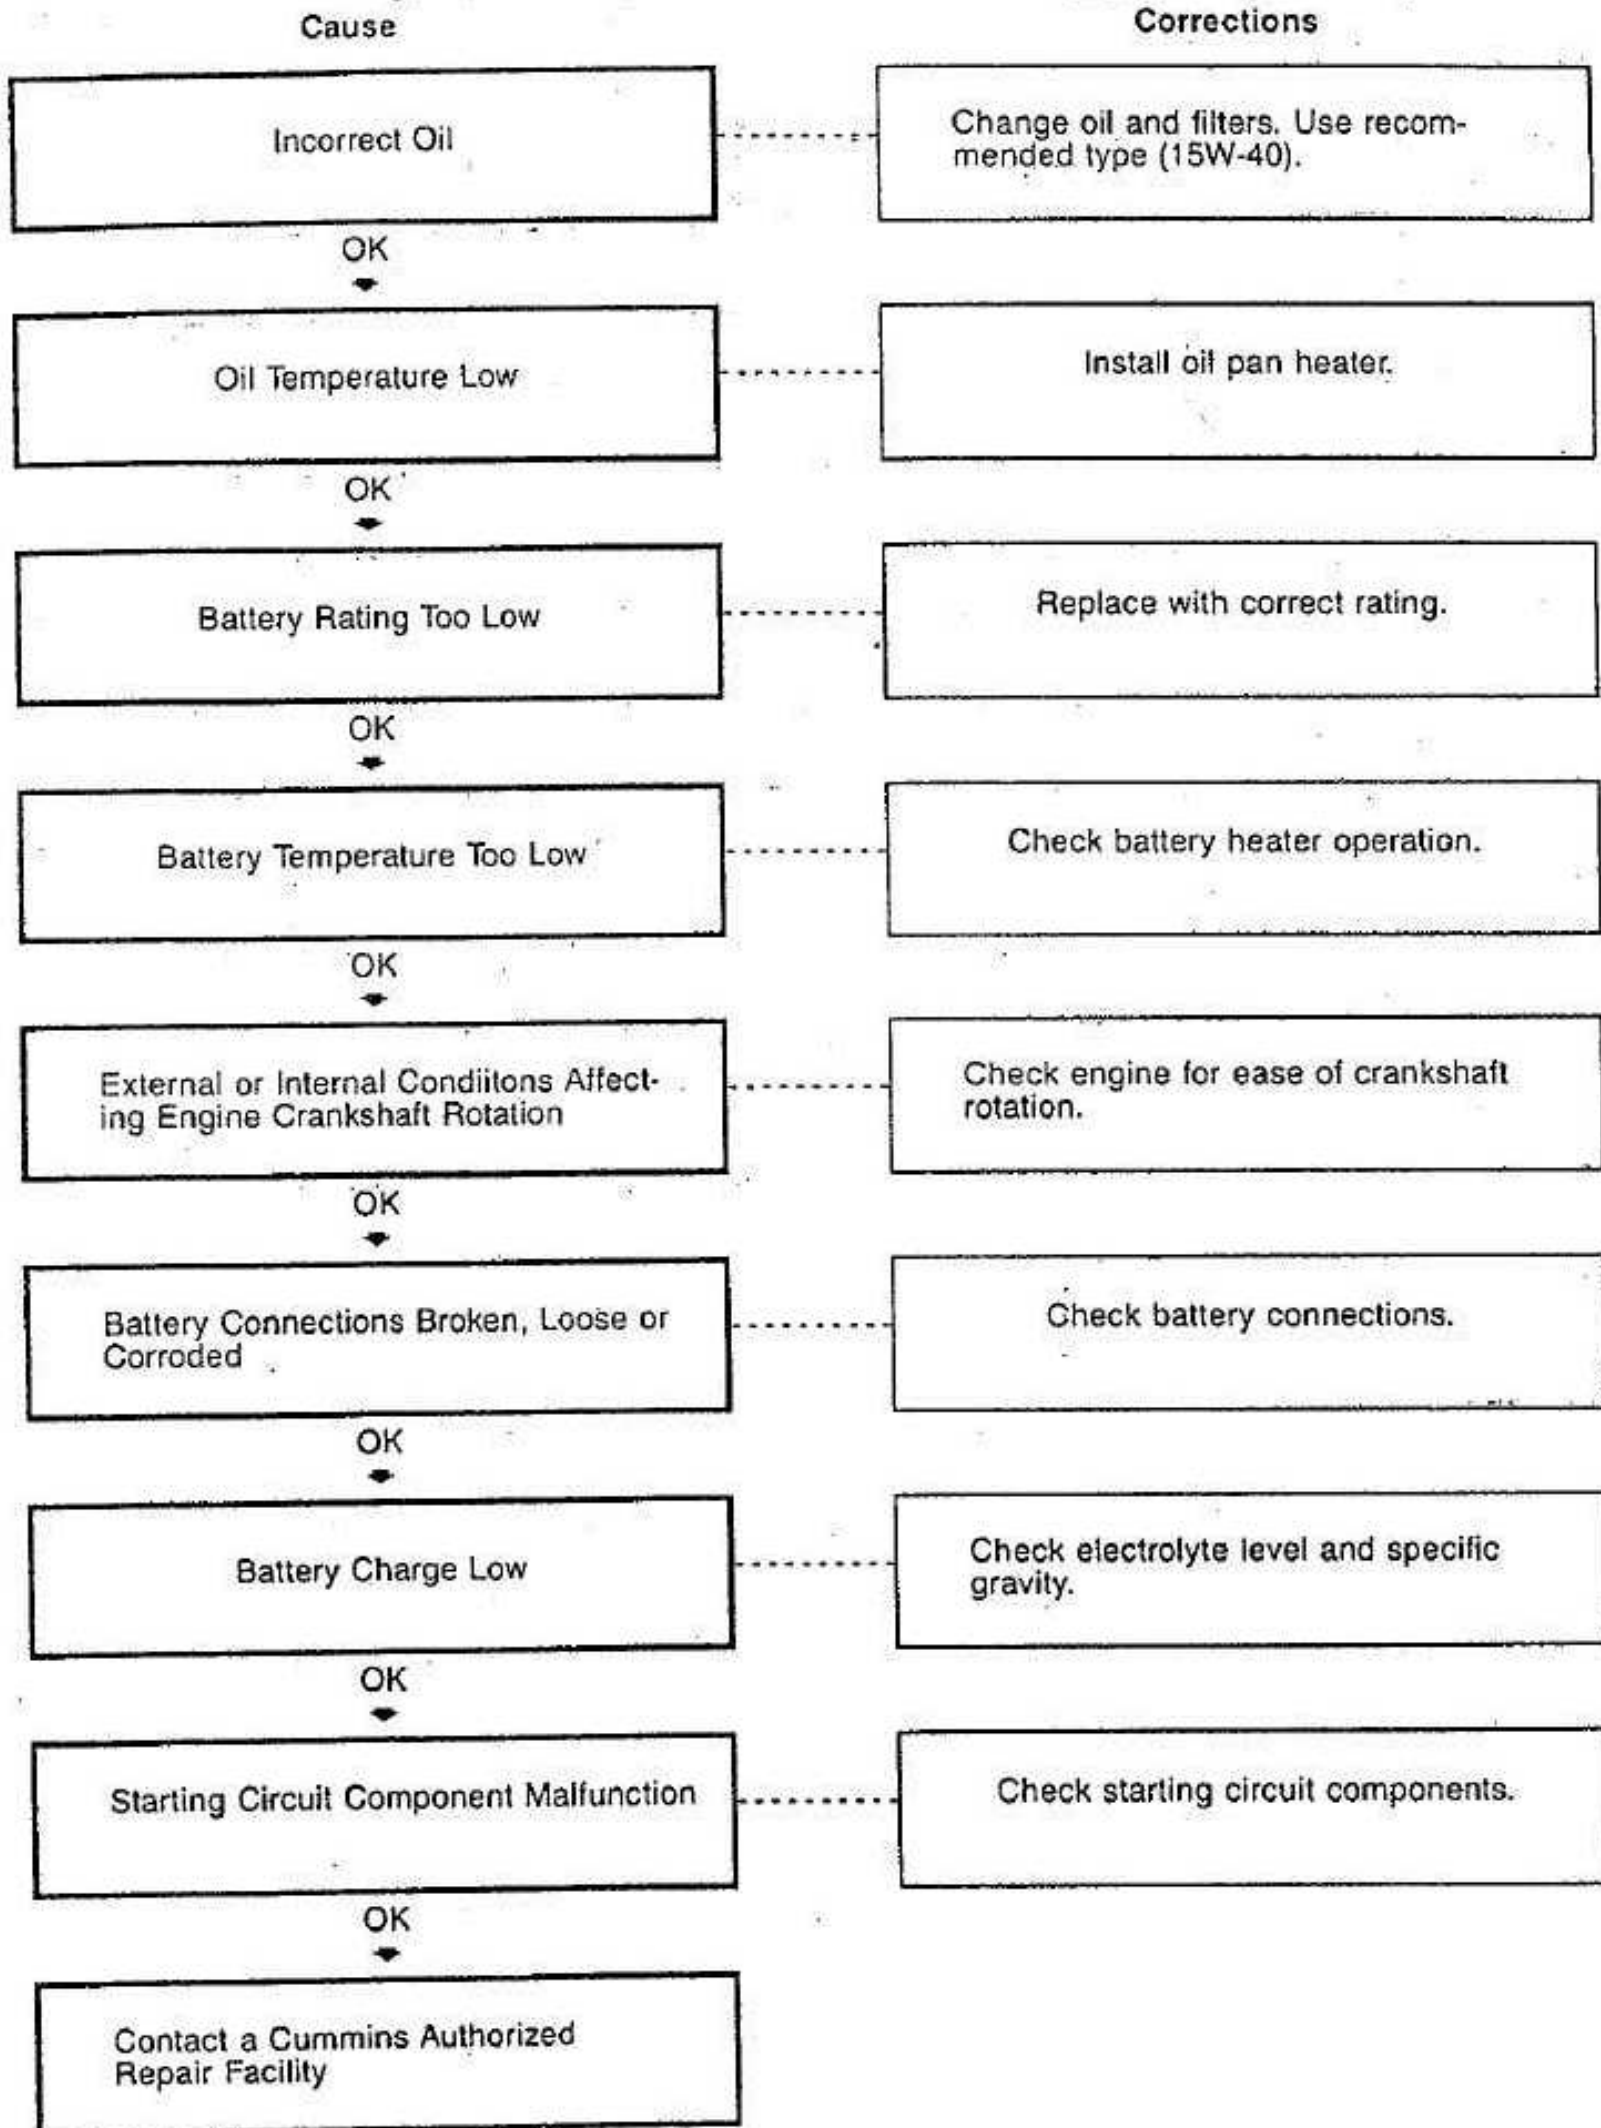 Cause
Corrections
Incorrect Oil
Change oil and filters. Use recom-
mended type (15W-40).
OK
Oil Temperature Low
Install oil pan heater.
OK
Battery Rating Too Low
Replace with correct rating.
OK
Battery Temperature Too Low
Check battery heater operation.
OK
External or Internal Condiitons Affect-
ing Engine Crankshaft Rotation
Check engine for ease of crankshaft
rotation.
OK
Battery Connections Broken, Loose or
Corroded
Check battery connections.
OK
Battery Charge Low
Check electrolyte level and specific
gravity.
OK
Starting Circuit Component Malfunction
Check starting circuit components.
OK
Contact a Cummins Authorized
Repair Facility